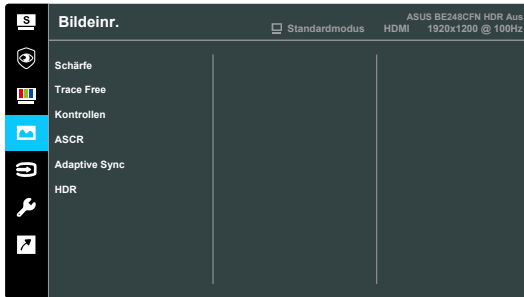 S
Bildeinr.
Standardmodus
ASUS BE248CFN HDR Aus
HDMI 1920x1200 @ 100Hz
Schärfe
Trace Free
Kontrollen
ASCR
Adaptive Sync
HDR